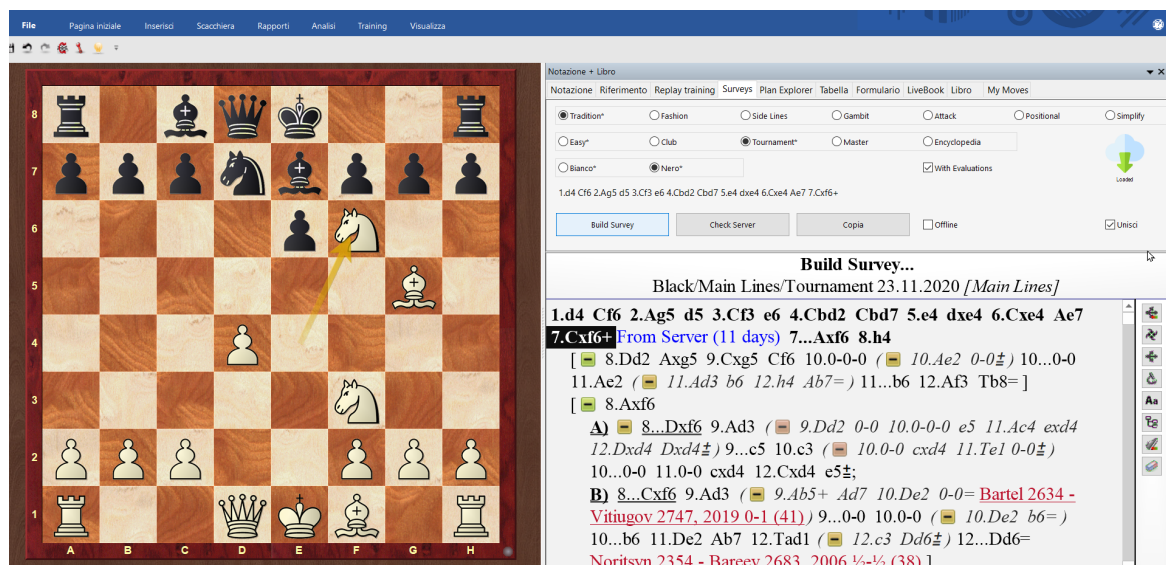 File Pagina iniziale Inserisci Scacchiera Rapporti Analisi Training Visualizza
Notazione + Libro
Notazione Riferimento Replay training Surveys Plan Explorer Tabella Formulario LiveBook Libro My Moves
Tradition* Fashion Side Lines Gambit Attack Positional Simplify
Easy* Club Tournament* Master Encyclopedia
Bianco* Nero* With Evaluations
Loaded
1.d4 Cf6 2.Ag5 d5 3.Cf3 e6 4.Cbd2 Cbd7 5.e4 dxe4 6.Cxe4 Ae7 7.Cxf6+
Build Survey Check Server Copia Offline Unisci
Build Survey...
Black/Main Lines/Tournament 23.11.2020 [Main Lines]
1.d4 Cf6 2.Ag5 d5 3.Cf3 e6 4.Cbd2 Cbd7 5.e4 dxe4 6.Cxe4 Ae7
7.Cxf6+ From Server (11 days) 7...Axf6 8.h4
[ 8.Dd2 Axg5 9.Cxg5 Cf6 10.0-0-0 ( 10.Ae2 0-0± ) 10...0-0
11.Ae2 ( 11.Ad3 b6 12.h4 Ab7= ) 11...b6 12.Af3 Tb8= ]
[ 8.Axf6
A) 8...Dxf6 9.Ad3 ( 9.Dd2 0-0 10.0-0-0 e5 11.Ac4 exd4
12.Dxd4 Dxd4⩲ ) 9...c5 10.c3 ( 10.0-0 cxd4 11.Te1 0-0± )
10...0-0 11.0-0 cxd4 12.Cxd4 e5⩲;
B) 8...Cxf6 9.Ad3 ( 9.Ab5+ Ad7 10.De2 0-0= Bartel 2634 -
Vitiugov 2747, 2019 0-1 (41) ) 9...0-0 10.0-0 ( 10.De2 b6= )
10...b6 11.De2 Ab7 12.Tad1 ( 12.c3 Dd6⩲ ) 12...Dd6=
Noritsyn 2354 - Bareev 2683, 2006 ½-½ (38) ]
Aa
8
7
6
5
4
3
2
1
A B C D E F G H